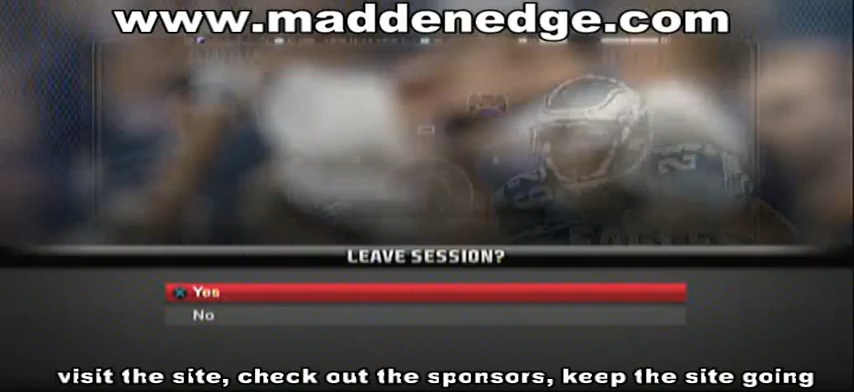 www.maddenedge.com
LEAVE SESSION?
Yes
No
visit the site, check out the sponsors, keep the site going